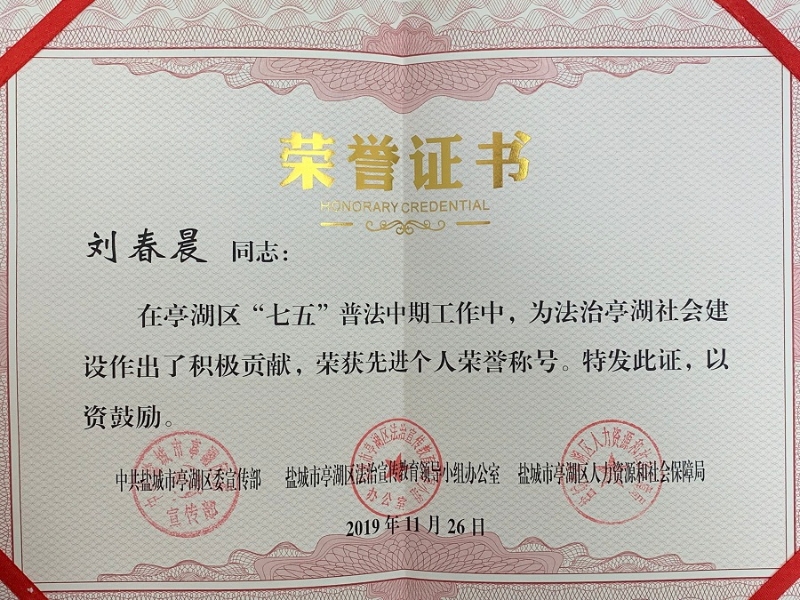 荣誉证书
HONORARY CREDENTIAL
刘春晨 同志：
在亭湖区“七五”普法中期工作中，为法治亭湖社会建
设作出了积极贡献，荣获先进个人荣誉称号。特发此证，以
资鼓励。
中共盐城市亭湖区委宣传部 盐城市亭湖区法治宣传教育领导小组办公室 盐城市亭湖区人力资源和社会保障局
宣传部
办公室
2019年11月26日